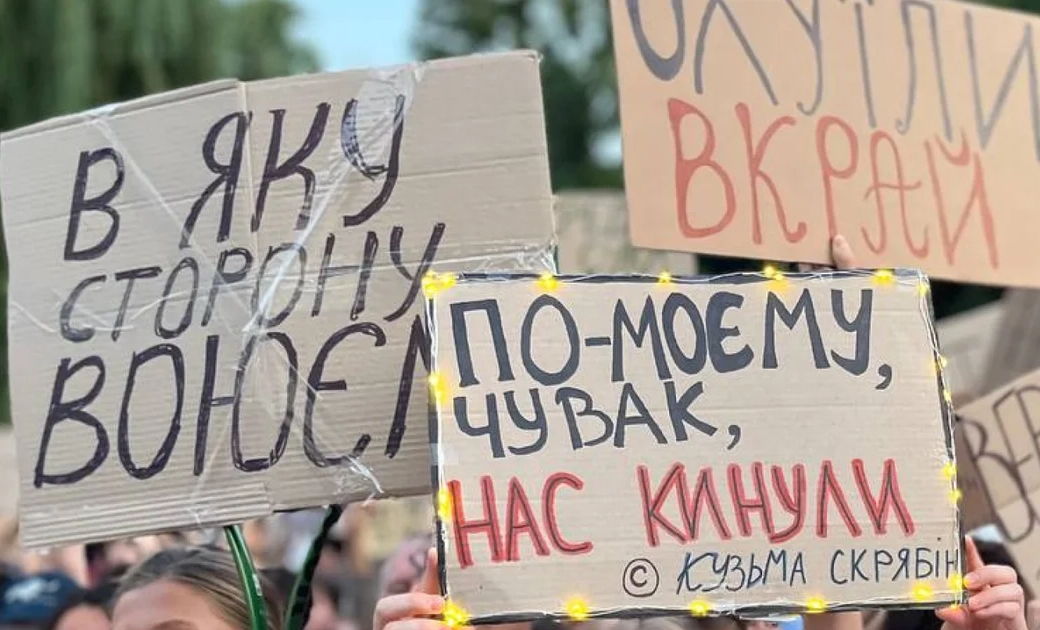 В ЯКУ
СТОРОНУ
ВОЮЄМ
ОХУЇЛИ
ВКРАЙ
ПО-МОЄМУ,
ЧУВАК,
НАС КИНУЛИ
© КУЗЬМА СКРЯБІН